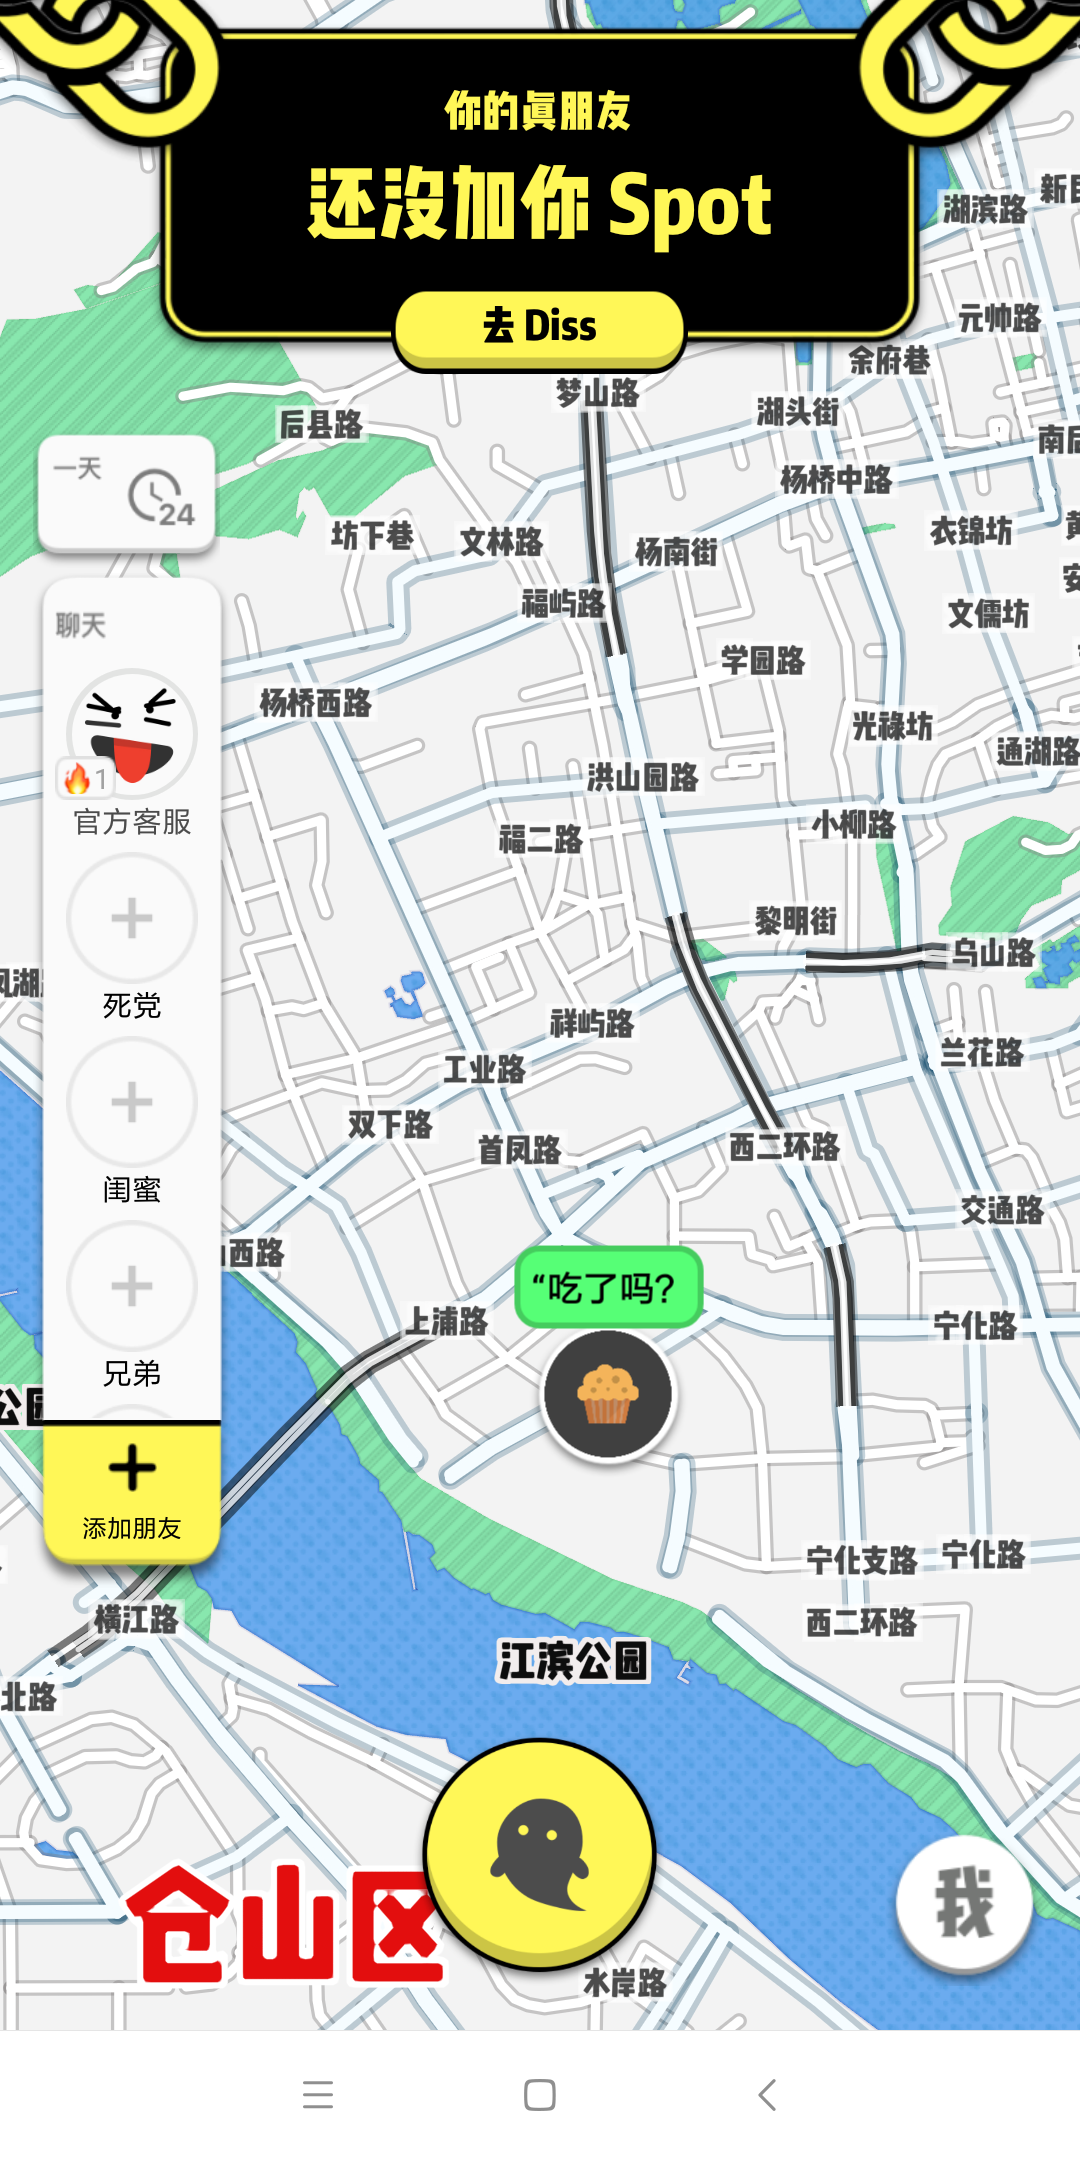 你的真朋友
还没加你 Spot
去 Diss
湖滨路
元帅路
余府巷
梦山路
湖头街
后县路
杨桥中路
一天
24
衣锦坊
坊下巷
文林路
杨南街
福屿路
文儒坊
聊天
学园路
杨桥西路
光禄坊
通湖路
洪山园路
1
官方客服
福二路
小柳路
黎明街
乌山路
死党
祥屿路
兰花路
工业路
双下路
首凤路
西二环路
闺蜜
交通路
西路
“吃了吗?
上浦路
宁化路
兄弟
添加朋友
宁化支路
宁化路
横江路
西二环路
江滨公园
北路
我
仓山区
水岸路